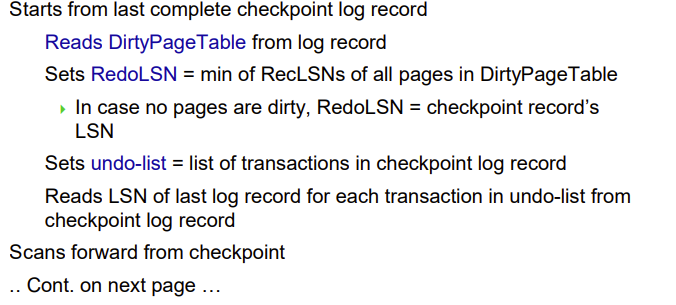 Starts from last complete checkpoint log record
Reads DirtyPageTable from log record
Sets RedoLSN = min of RecLSNs of all pages in DirtyPageTable
In case no pages are dirty, RedoLSN = checkpoint record's
LSN
Sets undo-list = list of transactions in checkpoint log record
Reads LSN of last log record for each transaction in undo-list from
checkpoint log record
Scans forward from checkpoint
.. Cont. on next page …